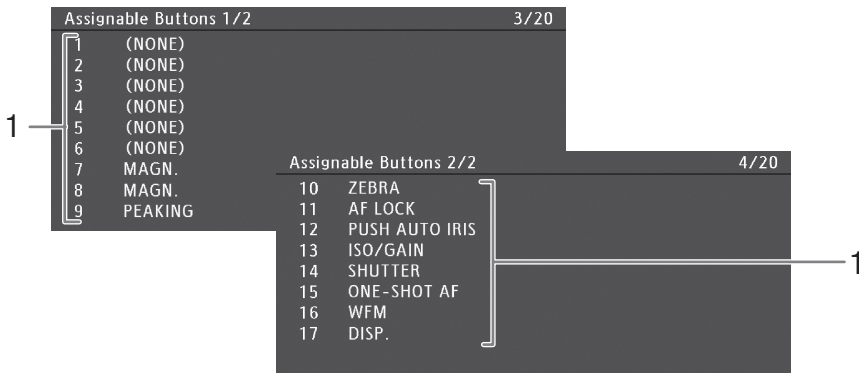 Assignable Buttons 1/2 3/20
1 (NONE)
2 (NONE)
3 (NONE)
4 (NONE)
5 (NONE)
6 (NONE)
7 MAGN.
8 MAGN.
9 PEAKING
1
Assignable Buttons 2/2 4/20
10 ZEBRA
11 AF LOCK
12 PUSH AUTO IRIS
13 ISO/GAIN
14 SHUTTER
15 ONE-SHOT AF
16 WFM
17 DISP.
1